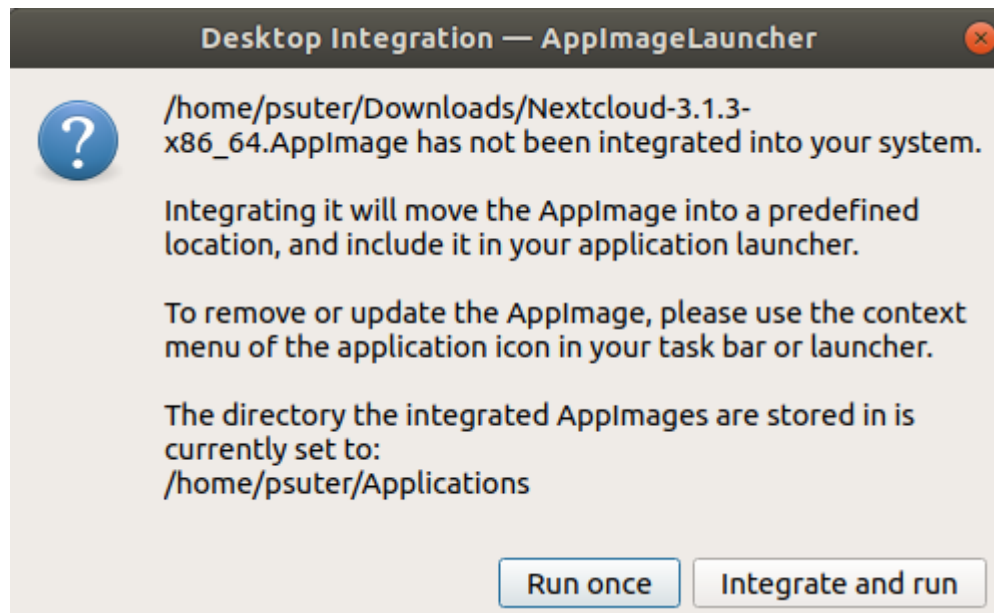 Desktop Integration — AppImageLauncher
/home/psuter/Downloads/Nextcloud-3.1.3-
x86_64.AppImage has not been integrated into your system.
Integrating it will move the AppImage into a predefined
location, and include it in your application launcher.
To remove or update the AppImage, please use the context
menu of the application icon in your task bar or launcher.
The directory the integrated AppImages are stored in is
currently set to:
/home/psuter/Applications
Run once
Integrate and run